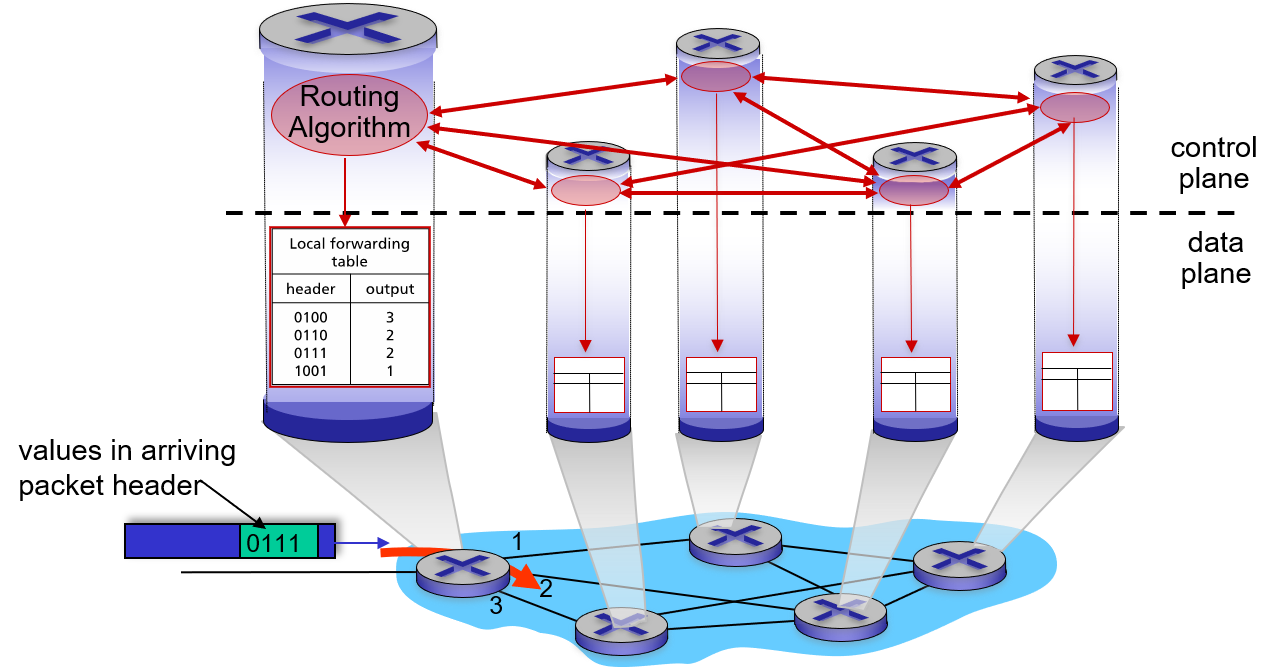 Routing
Algorithm
control
plane
data
plane
Local forwarding
table
header output
0100 3
0110 2
0111 2
1001 1
values in arriving
packet header
0111
1
2
3